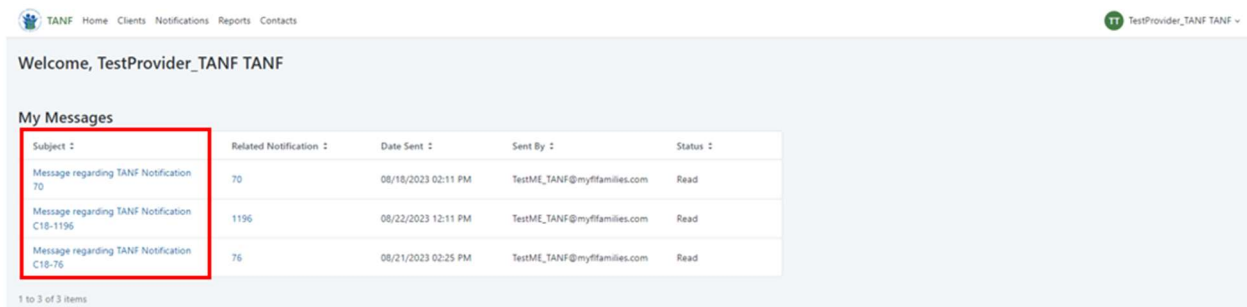 TANF Home Clients Notifications Reports Contacts TT TestProvider_TANF TANF
Welcome, TestProvider_TANF TANF
My Messages
Subject Related Notification Date Sent Sent By Status
Message regarding TANF Notification
70 70 08/18/2023 02:11 PM TestME_TANF@myflfamilies.com Read
Message regarding TANF Notification
C18-1196 1196 08/22/2023 12:11 PM TestME_TANF@myflfamilies.com Read
Message regarding TANF Notification
C18-76 76 08/21/2023 02:25 PM TestME_TANF@myflfamilies.com Read
1 to 3 of 3 items